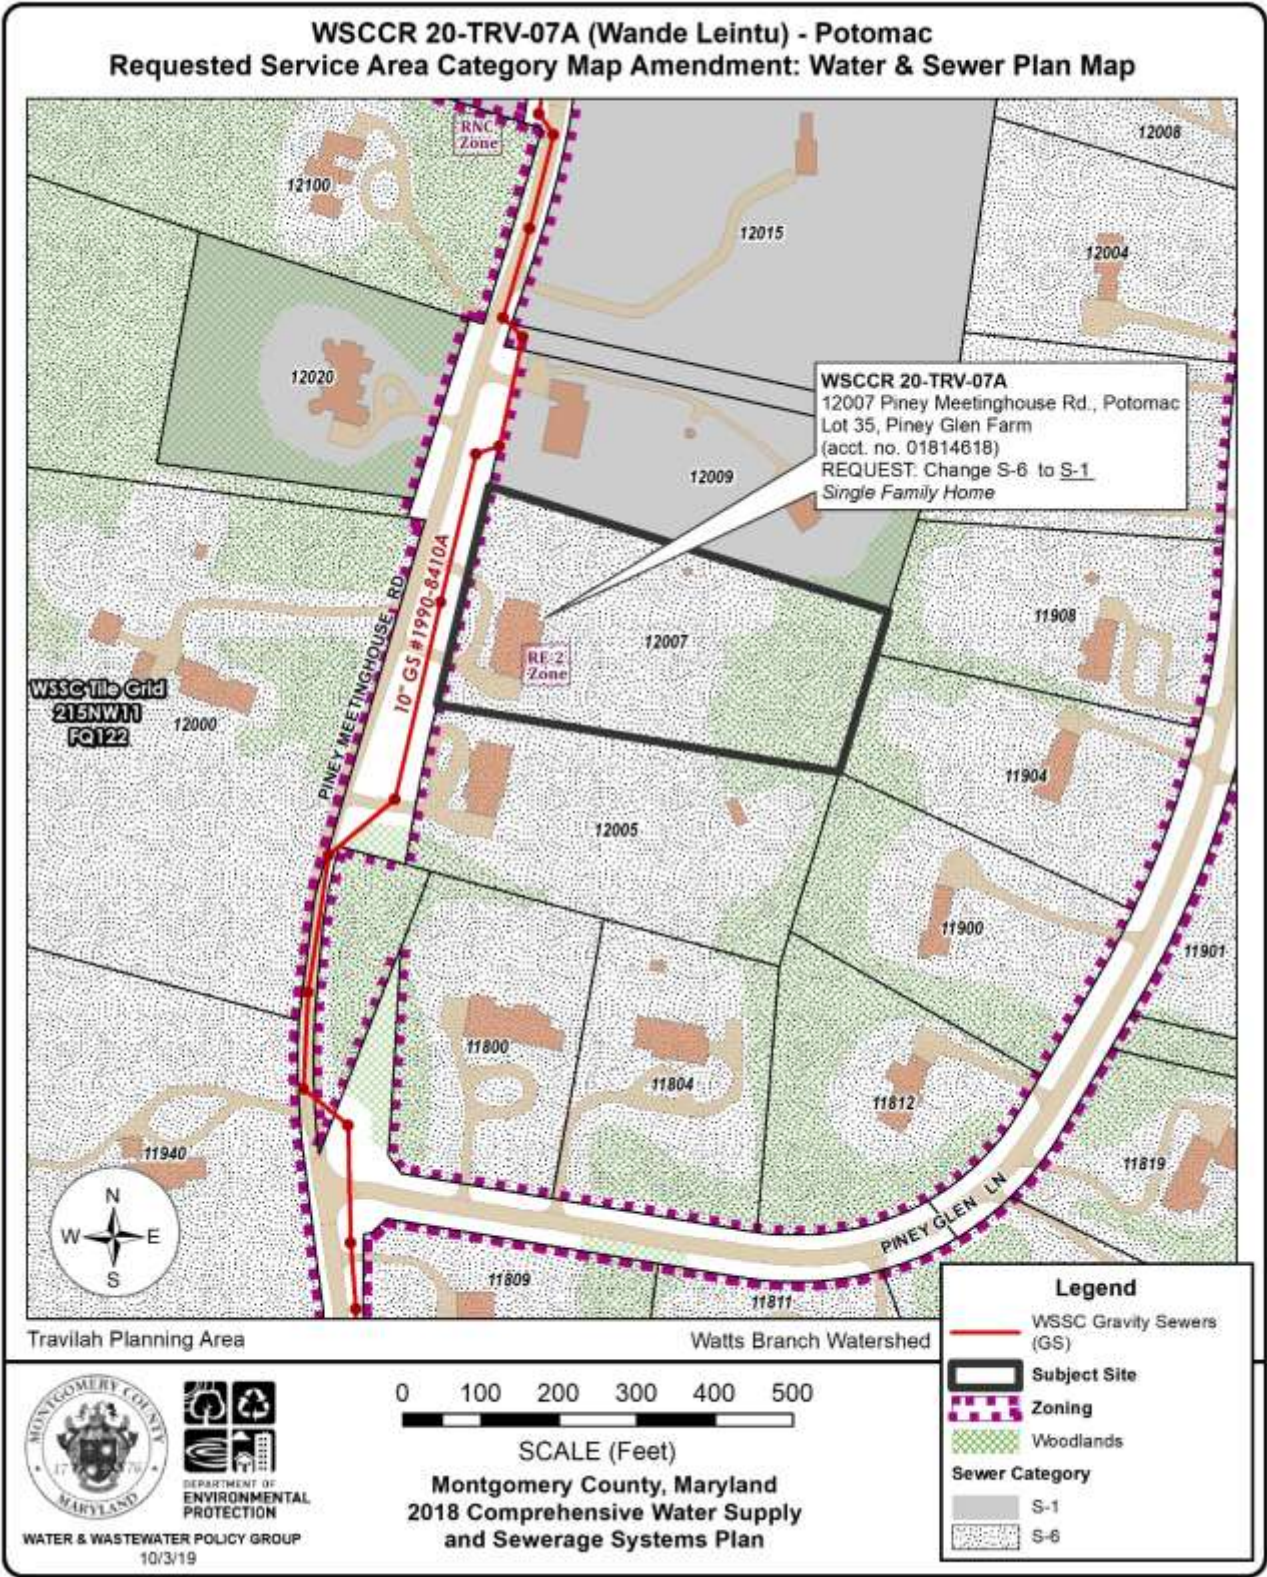 WSCCR 20-TRV-07A (Wande Leintu) - Potomac
Requested Service Area Category Map Amendment: Water & Sewer Plan Map
RNC
Zone
12008
12100
12015
12004
12020
WSCCR 20-TRV-07A
12007 Piney Meetinghouse Rd., Potomac
Lot 35, Piney Glen Farm
(acct. no. 01814618)
REQUEST: Change S-6 to S-1
Single Family Home
12009
PINEY MEETINGHOUSE RD
10" GS #1990-8410A
11908
12007
RE-2
Zone
WSSC Tile Grid
215NW11
FQ122
12000
11904
12005
11900
11901
11800
11804
11812
11940
11819
N
W
E
S
PINEY GLEN LN
11809
11811
Travilah Planning Area
Watts Branch Watershed
Legend
WSSC Gravity Sewers
(GS)
Subject Site
Zoning
Woodlands
Sewer Category
S-1
S-6
MONTGOMERY COUNTY
17 76
MARYLAND
DEPARTMENT OF
ENVIRONMENTAL
PROTECTION
WATER & WASTEWATER POLICY GROUP
10/3/19
0 100 200 300 400 500
SCALE (Feet)
Montgomery County, Maryland
2018 Comprehensive Water Supply
and Sewerage Systems Plan